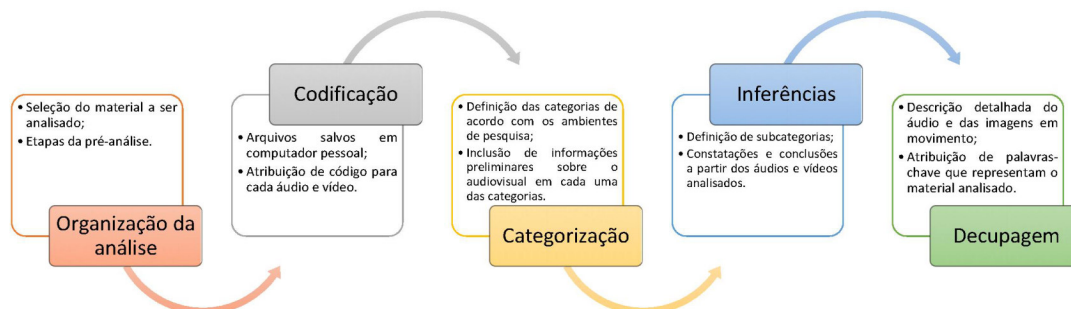 • Seleção do material a ser
analisado;
• Etapas da pré-análise.
Organização da
análise
Codificação
• Arquivos salvos em
computador pessoal;
• Atribuição de código para
cada áudio e vídeo.
• Definição das categorias de
acordo com os ambientes
de pesquisa;
• Inclusão de informações
preliminares sobre o
audiovisual em cada uma
das categorias.
Categorização
Inferências
• Definição de subcategorias;
• Constatações e conclusões
a partir dos áudios e vídeos
analisados.
• Descrição detalhada do
áudio e das imagens em
movimento;
• Atribuição de palavras-
chave que representam o
material analisado.
Decupagem